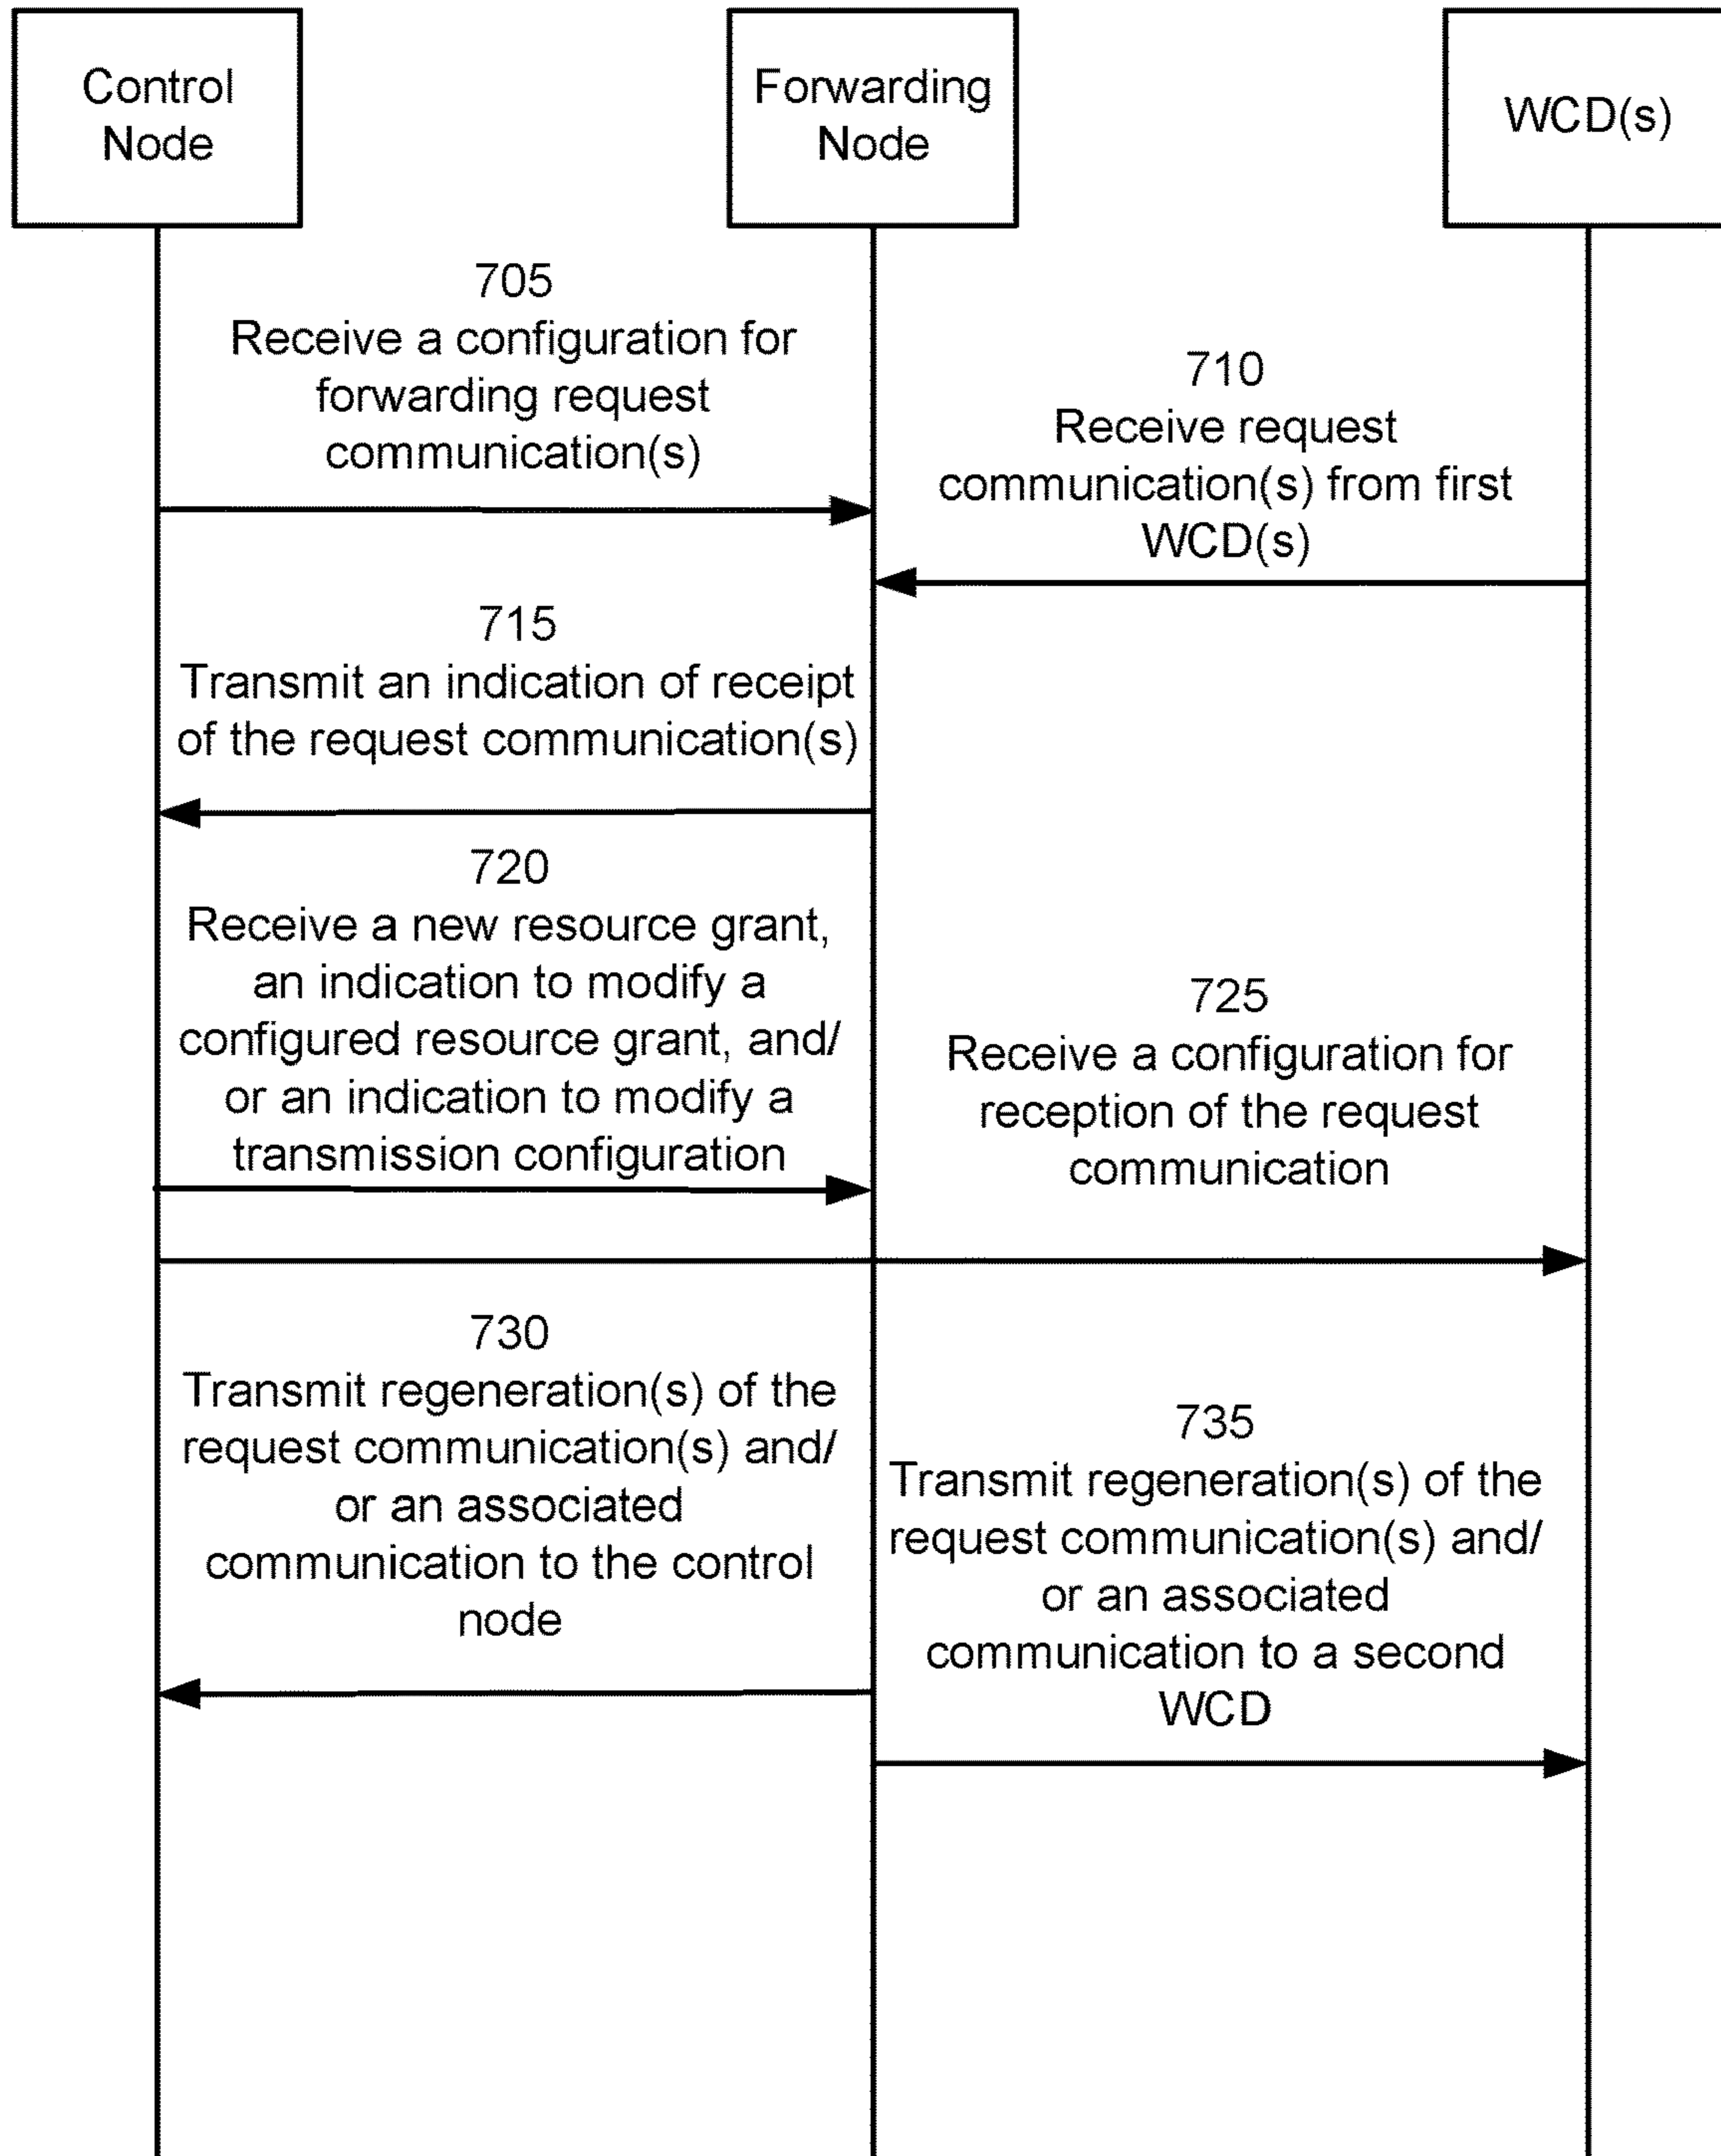 Control
Node
Forwarding
Node
WCD(s)
705
Receive a configuration for
forwarding request
communication(s)
710
Receive request
communication(s) from first
WCD(s)
715
Transmit an indication of receipt
of the request communication(s)
720
Receive a new resource grant,
an indication to modify a
configured resource grant, and/
or an indication to modify a
transmission configuration
725
Receive a configuration for
reception of the request
communication
730
Transmit regeneration(s) of the
request communication(s) and/
or an associated
communication to the control
node
735
Transmit regeneration(s) of the
request communication(s) and/
or an associated
communication to a second
WCD